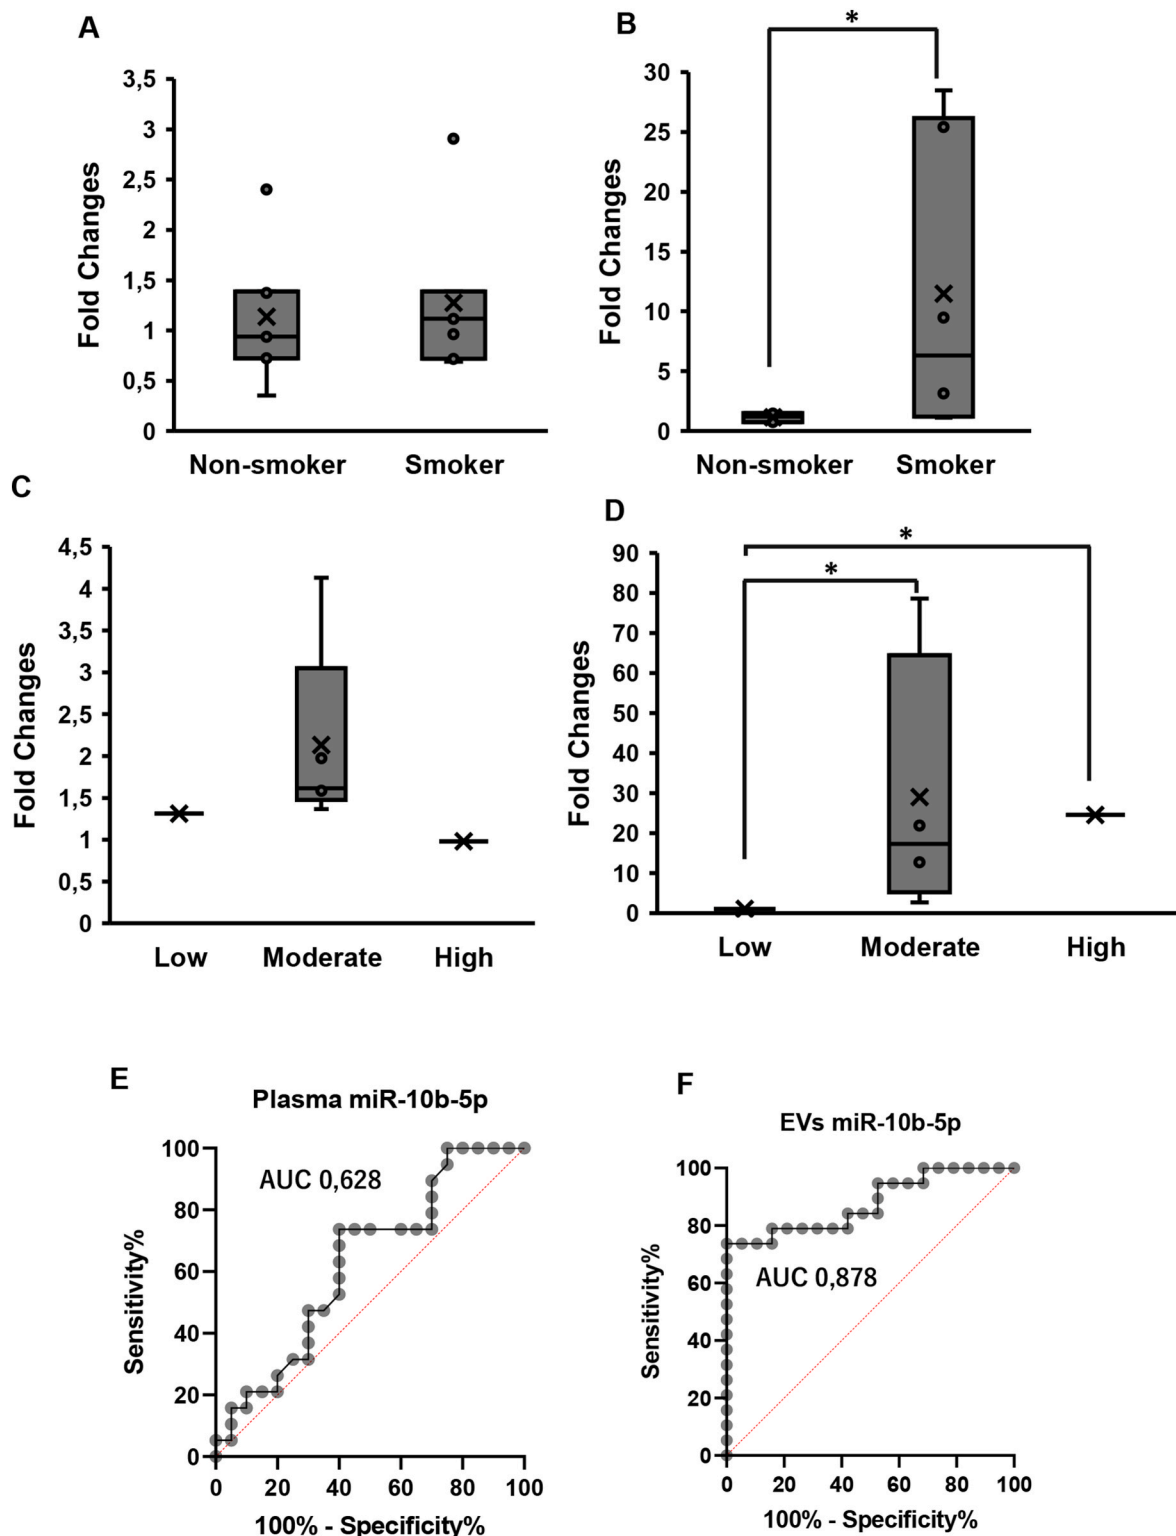 A
Fold Changes
3,5
3
2,5
2
1,5
1
0,5
0
Non-smoker
Smoker
B
*
Fold Changes
30
25
20
15
10
5
0
Non-smoker
Smoker
C
Fold Changes
4,5
4
3,5
3
2,5
2
1,5
1
0,5
0
Low
Moderate
High
D
*
*
Fold Changes
90
80
70
60
50
40
30
20
10
0
Low
Moderate
High
E
Plasma miR-10b-5p
AUC 0,628
Sensitivity%
100
80
60
40
20
0
0 20 40 60 80 100
100% - Specificity%
F
EVs miR-10b-5p
AUC 0,878
Sensitivity%
100
80
60
40
20
0
0 20 40 60 80 100
100% - Specificity%